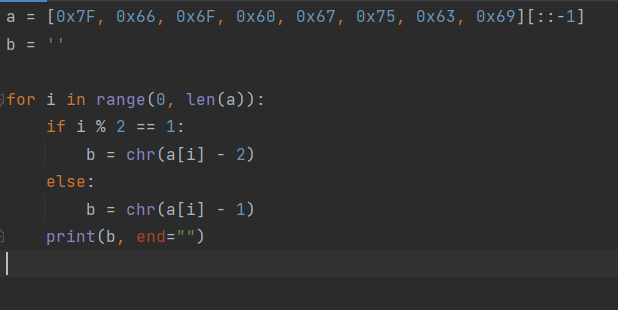 a = [0x7F, 0x66, 0x6F, 0x60, 0x67, 0x75, 0x63, 0x69][::-1]
b = ''

for i in range(0, len(a)):
    if i % 2 == 1:
        b = chr(a[i] - 2)
    else:
        b = chr(a[i] - 1)
    print(b, end="")